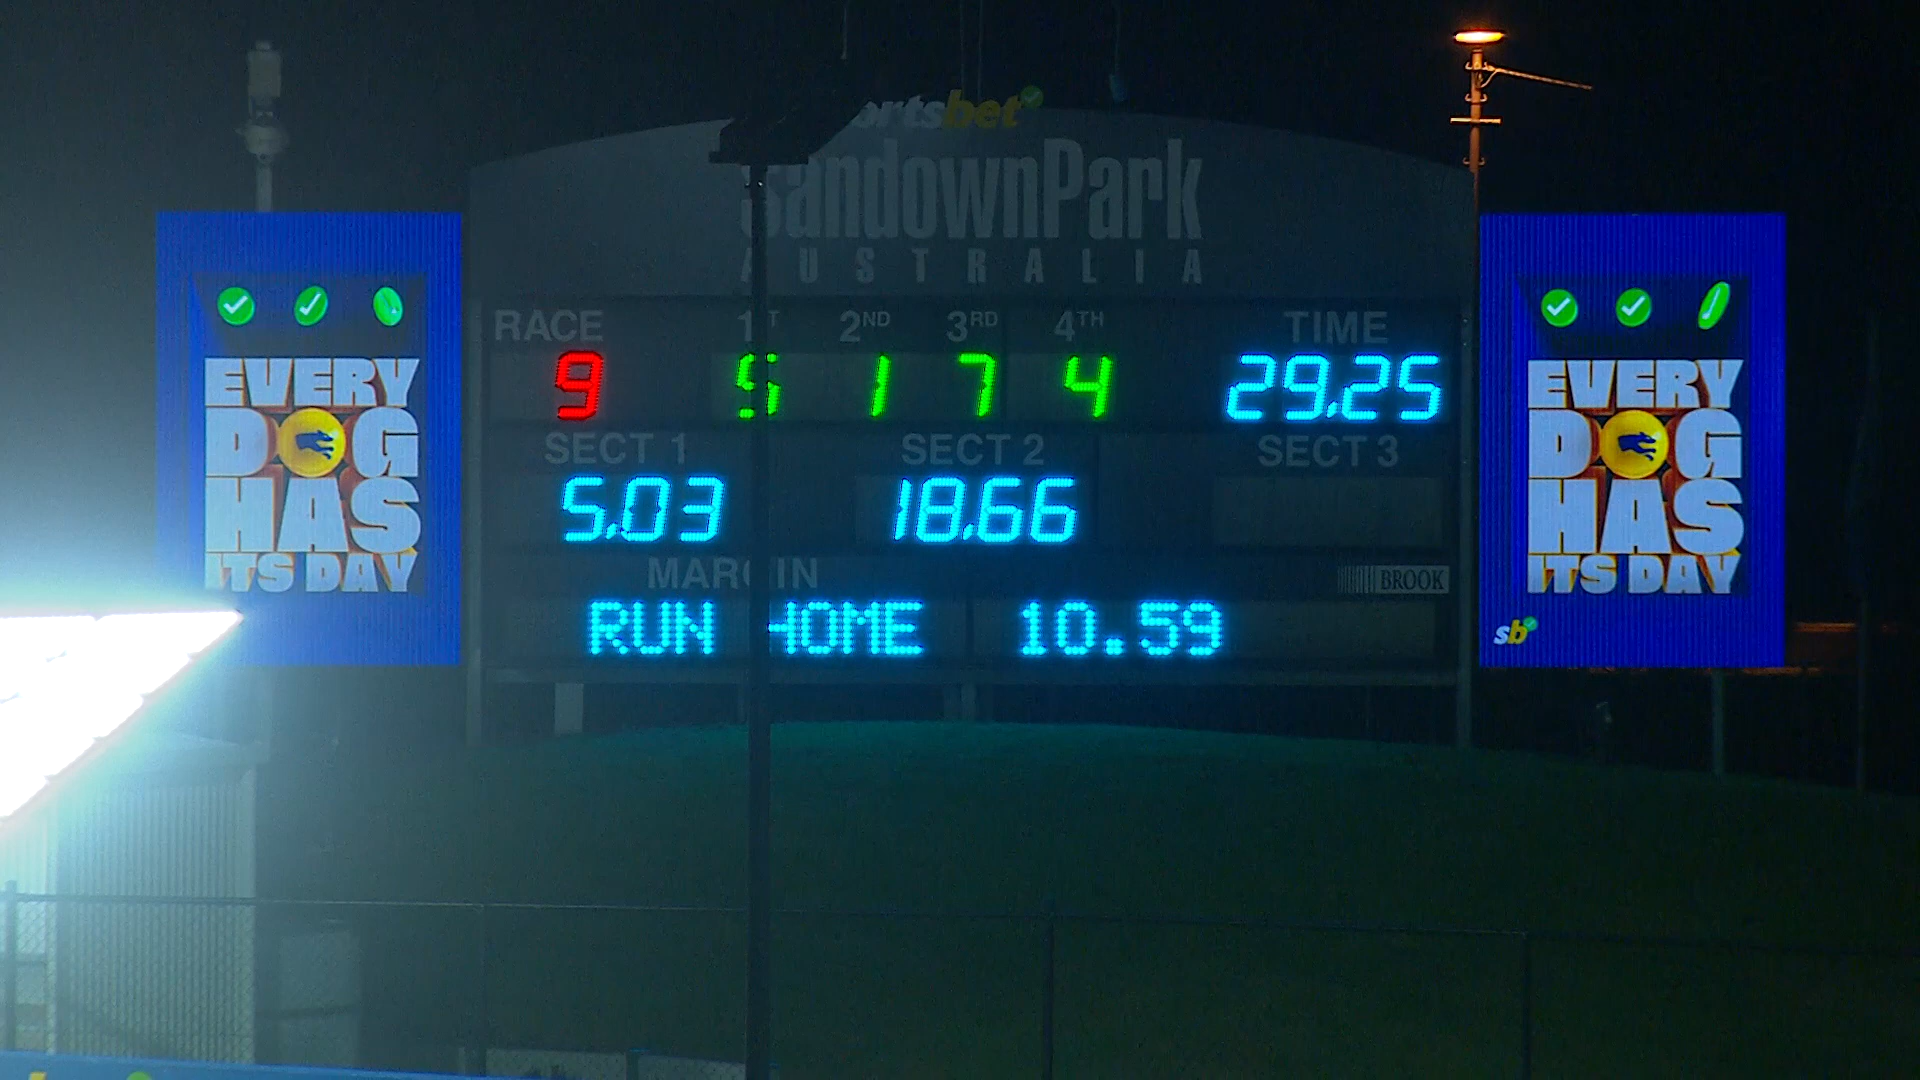 ortsbet
SandownPark
AUSTRALIA
RACE 1ST 2ND 3RD 4TH TIME
9 5 1 7 4 29.25
SECT 1 SECT 2 SECT 3
5.03 18.66
MARGIN
BROOK
RUN HOME 10.59
EVERY
DOG
HAS
ITS DAY
EVERY
DOG
HAS
ITS DAY
sb